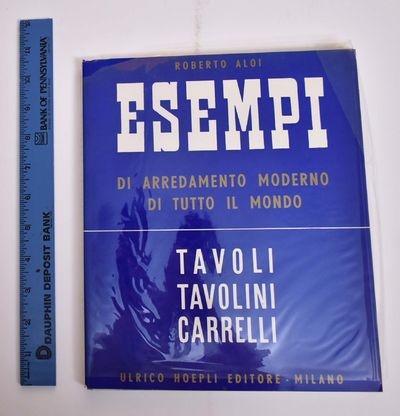 ROBERTO ALOI
ESEMPI
DI ARREDAMENTO MODERNO
DI TUTTO IL MONDO
TAVOLI
TAVOLINI
CARRELLI
ULRICO HOEPLI EDITORE - MILANO
BANK OF PENNSYLVANIA
DAUPHIN DEPOSIT BANK